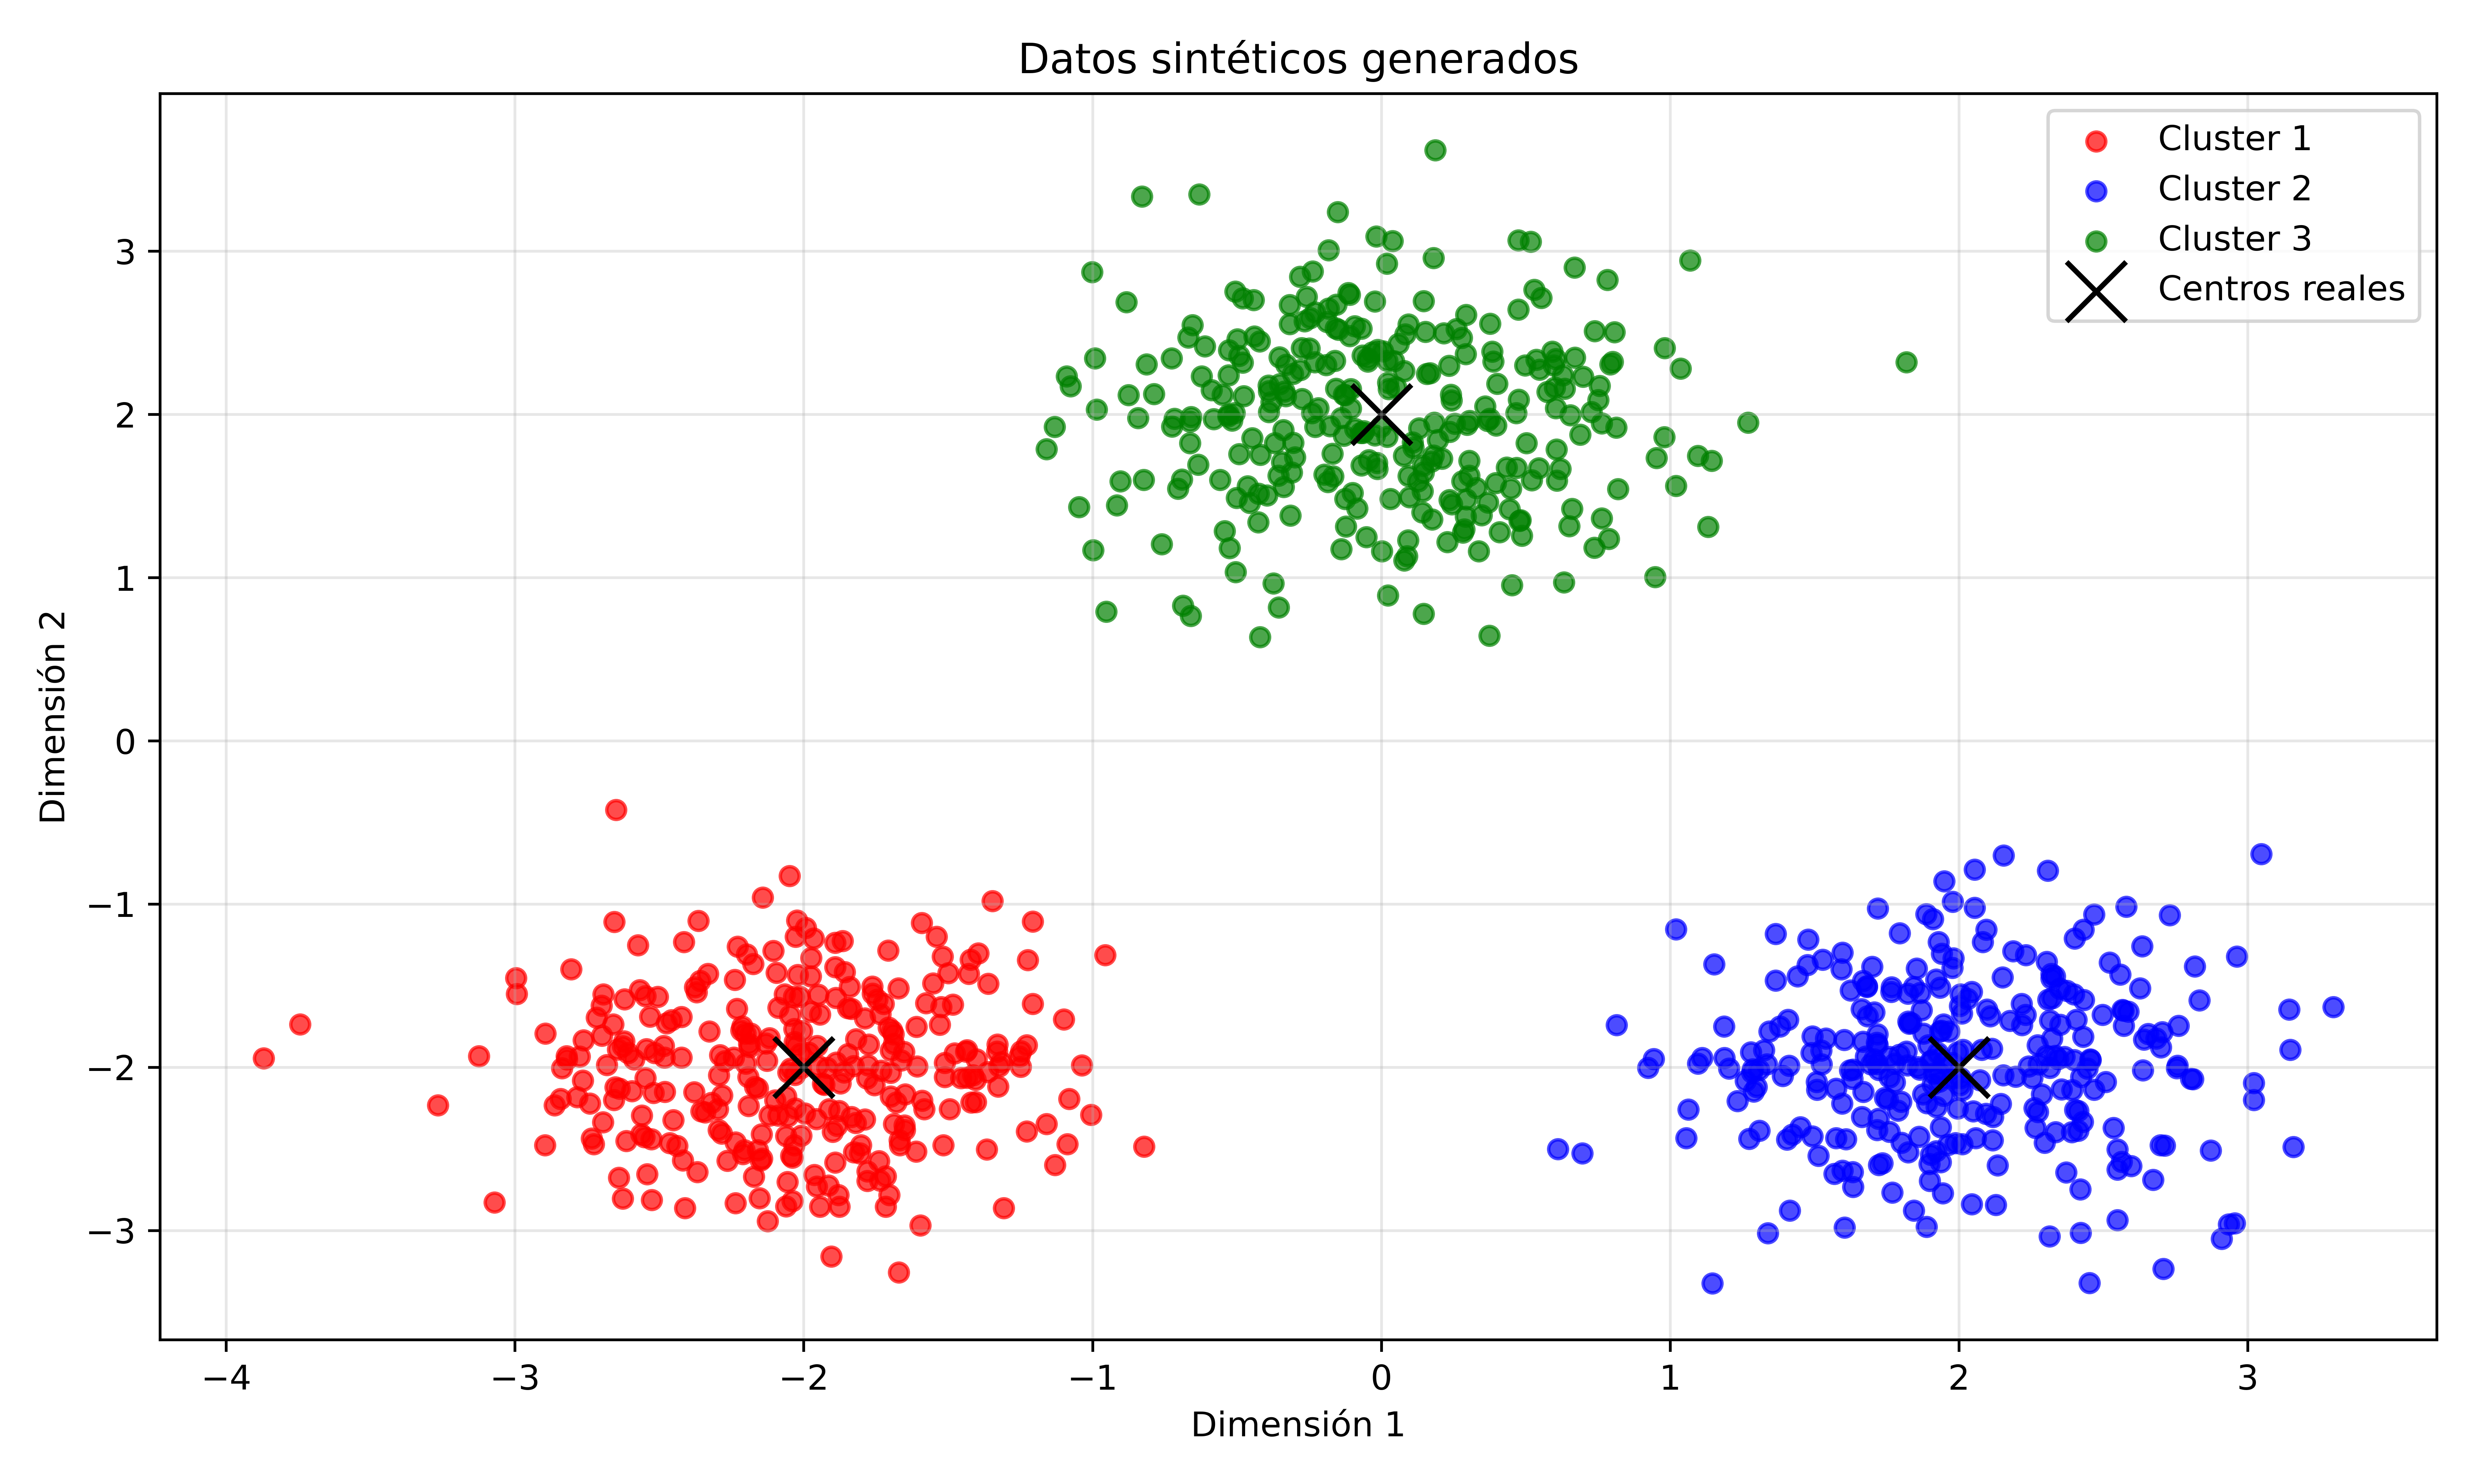 Datos sintéticos generados
Cluster 1
Cluster 2
Cluster 3
Centros reales
Dimensión 2
3
2
1
0
−1
−2
−3
−4
−3
−2
−1
0
1
2
3
Dimensión 1